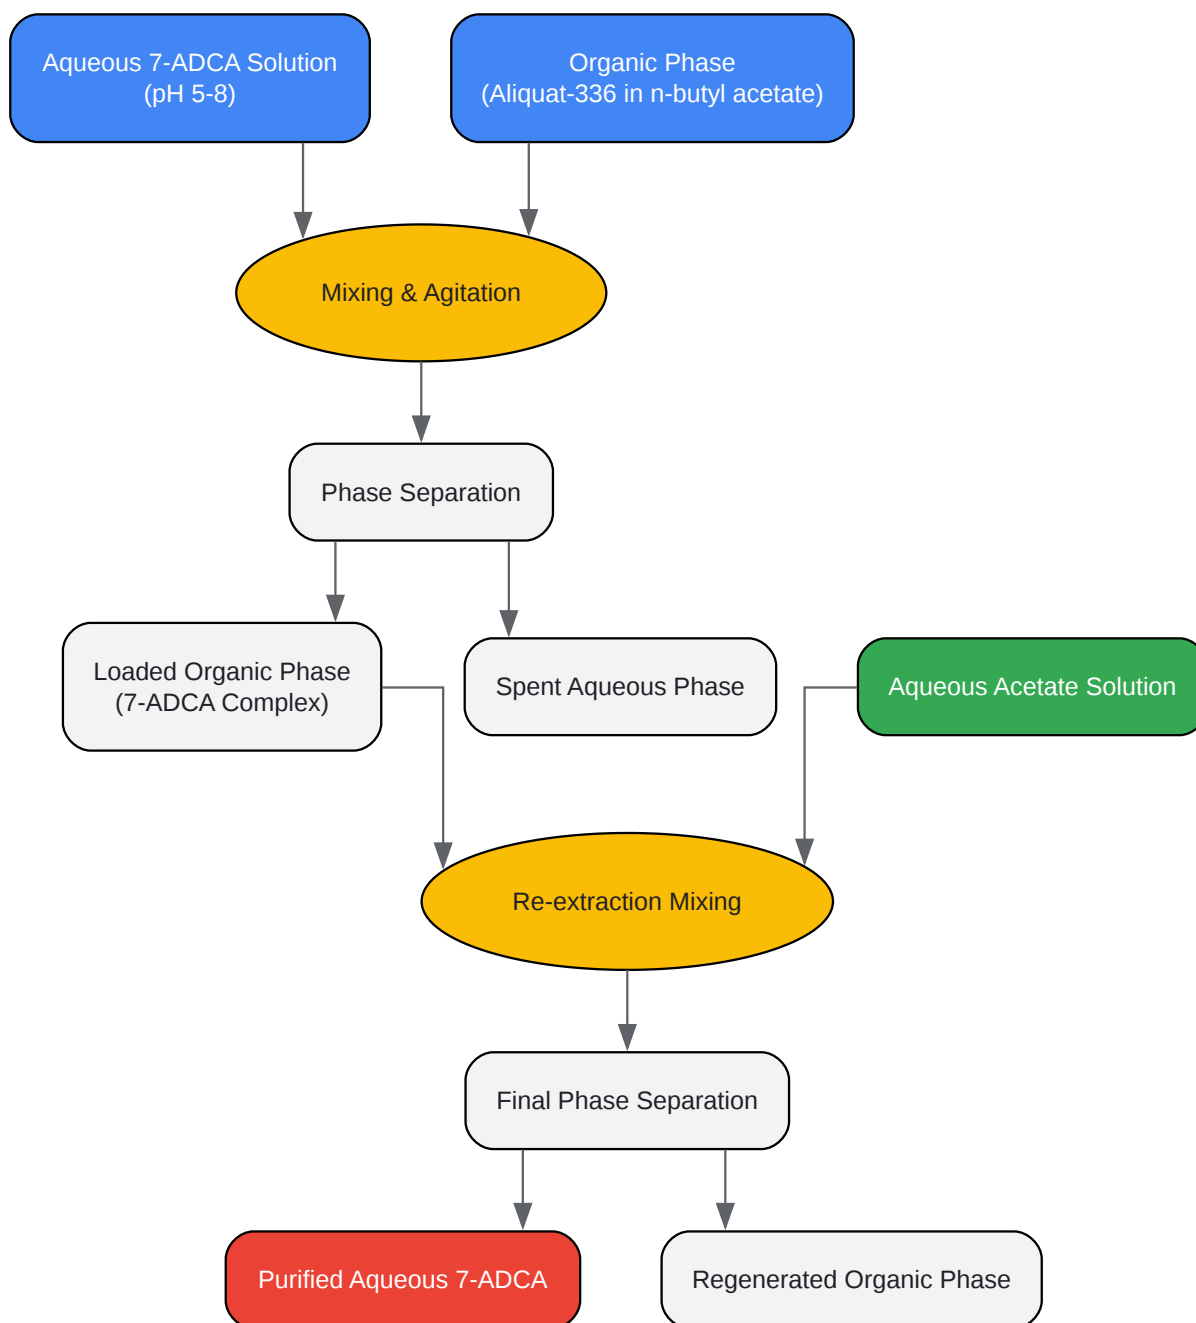 Aqueous 7-ADCA Solution
(pH 5-8)
Organic Phase
(Aliquat-336 in n-butyl acetate)
Mixing & Agitation
Phase Separation
Loaded Organic Phase
(7-ADCA Complex)
Spent Aqueous Phase
Aqueous Acetate Solution
Re-extraction Mixing
Final Phase Separation
Purified Aqueous 7-ADCA
Regenerated Organic Phase